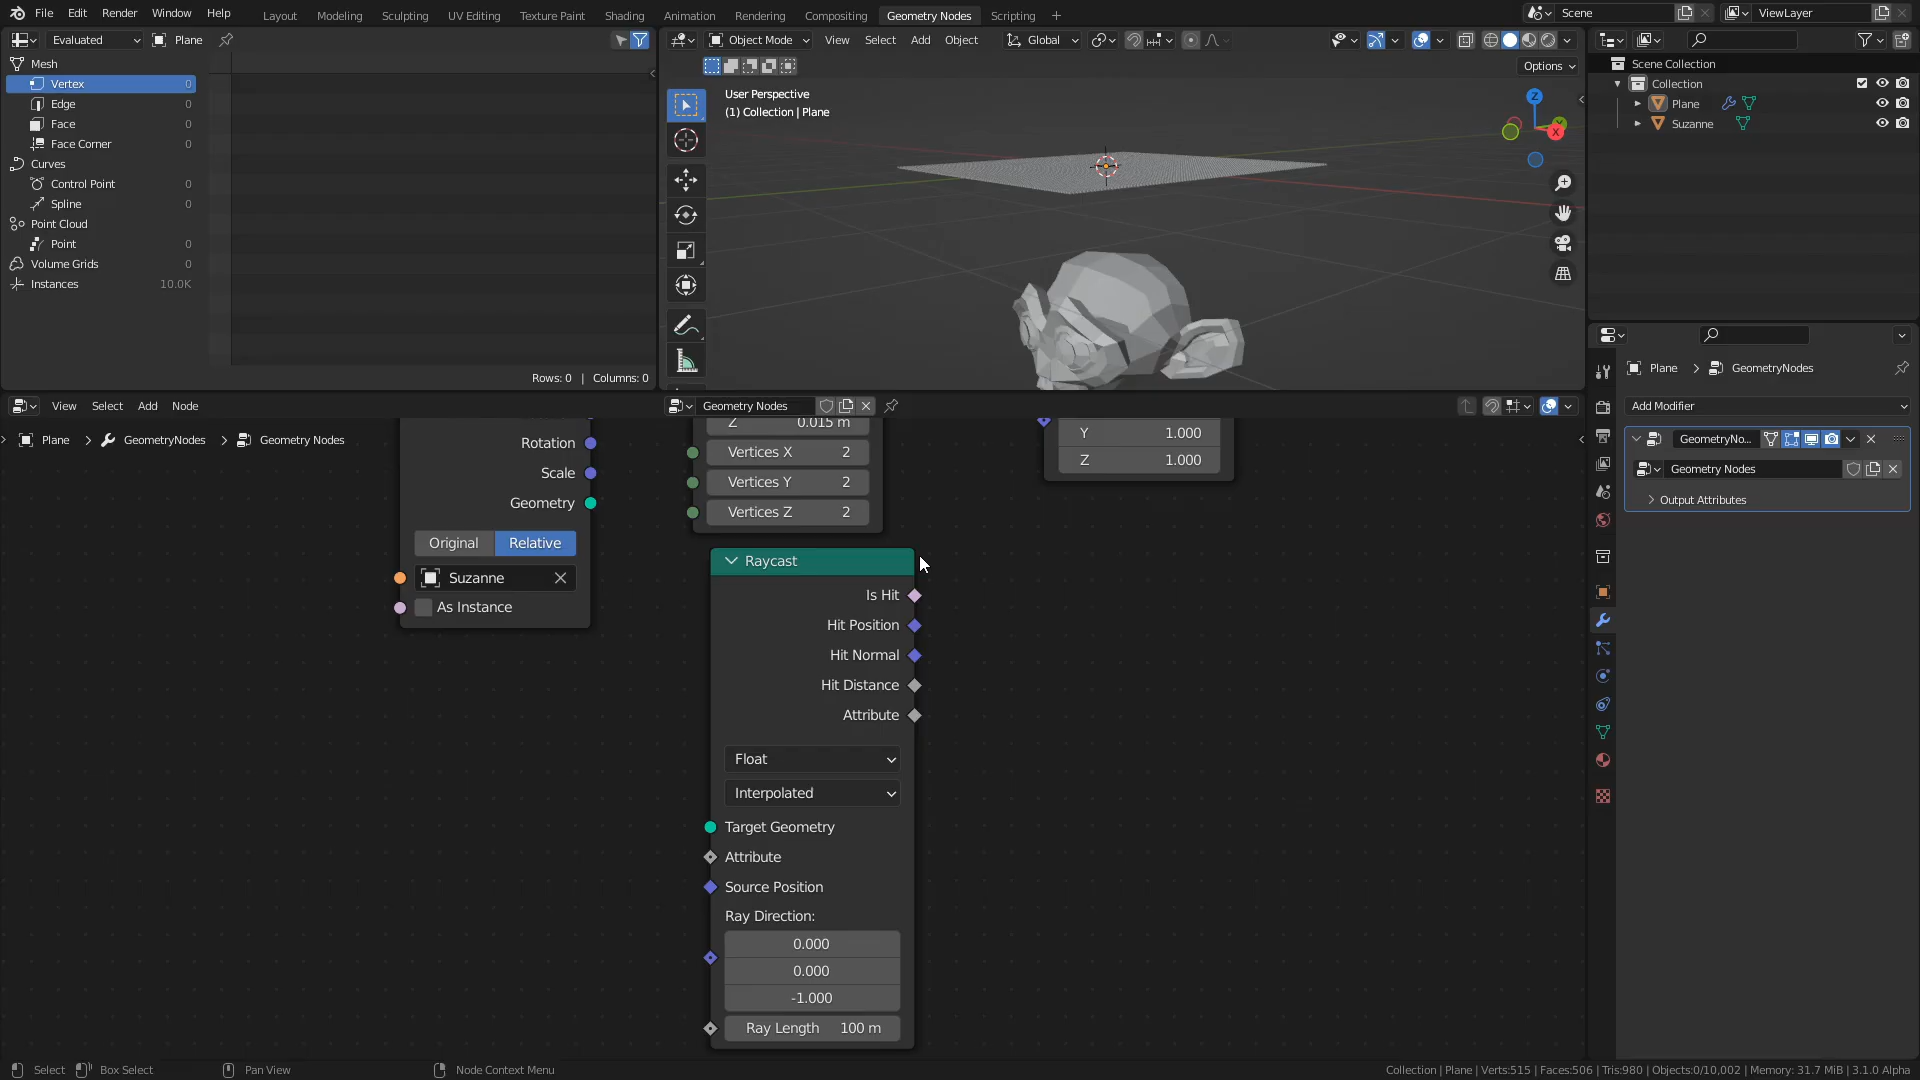 File Edit Render Window Help Layout Modeling Sculpting UV Editing Texture Paint Shading Animation Rendering Compositing Geometry Nodes Scripting Scene ViewLayer
Evaluated Plane
Object Mode View Select Add Object Global
Options
Mesh
Vertex 0
Edge 0
Face 0
Face Corner 0
Curves
Control Point 0
Spline 0
Point Cloud
Point 0
Volume Grids 0
Instances 10.0K
Rows: 0 | Columns: 0
User Perspective
(1) Collection | Plane
Z
X
Scene Collection
Collection
Plane
Suzanne
View Select Add Node Geometry Nodes
Plane GeometryNodes Geometry Nodes
Rotation
Scale
Geometry
Original Relative
Suzanne
As Instance
Z 0.015 m
Vertices X 2
Vertices Y 2
Vertices Z 2
Y 1.000
Z 1.000
Raycast
Is Hit
Hit Position
Hit Normal
Hit Distance
Attribute
Float
Interpolated
Target Geometry
Attribute
Source Position
Ray Direction:
0.000
0.000
-1.000
Ray Length 100 m
Plane GeometryNodes
Add Modifier
GeometryNo...
Geometry Nodes
Output Attributes
Select Box Select Pan View Node Context Menu Collection | Plane | Verts:515 | Faces:506 | Tris:980 | Objects:0/10,002 | Memory: 31.7 MiB | 3.1.0 Alpha